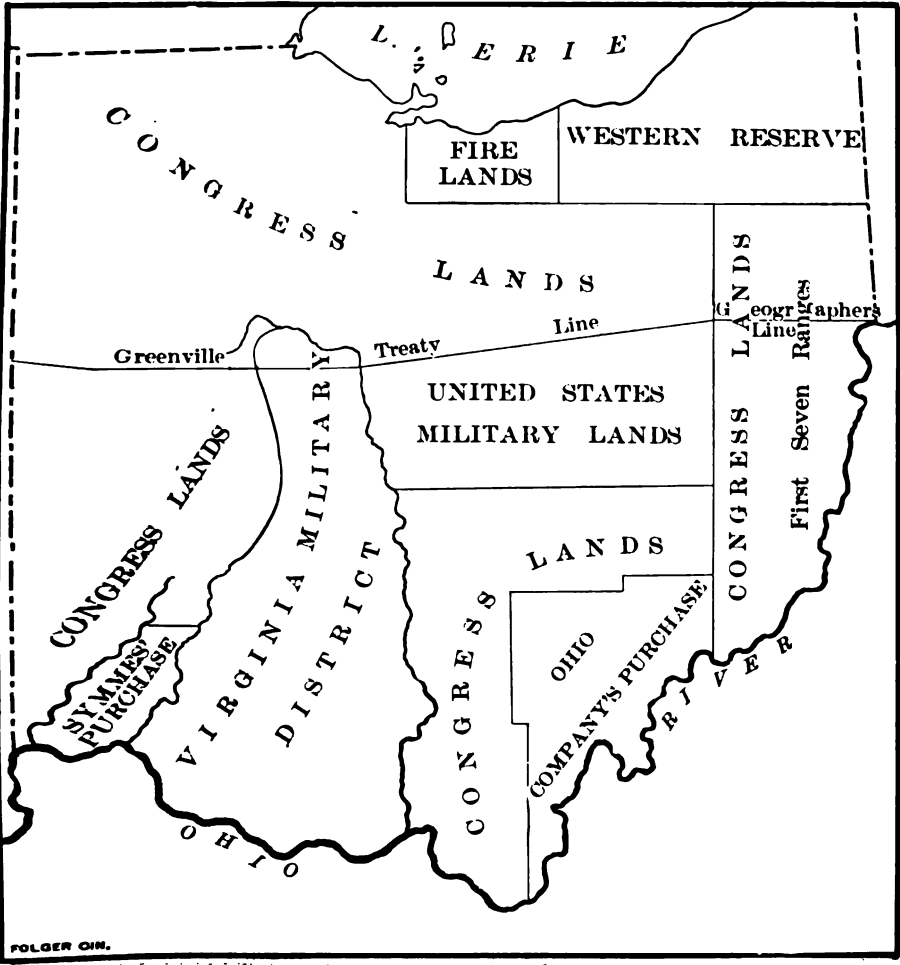 L. ERIE
CONGRESS LANDS
FIRE
LANDS
WESTERN RESERVE
Greenville Treaty Line
Geographers
Line
UNITED STATES
MILITARY LANDS
CONGRESS LANDS
First Seven Ranges
CONGRESS LANDS
VIRGINIA MILITARY
DISTRICT
CONGRESS LANDS
SYMMES'
PURCHASE
OHIO
COMPANY'S PURCHASE
OHIO RIVER
FOLGER CIN.